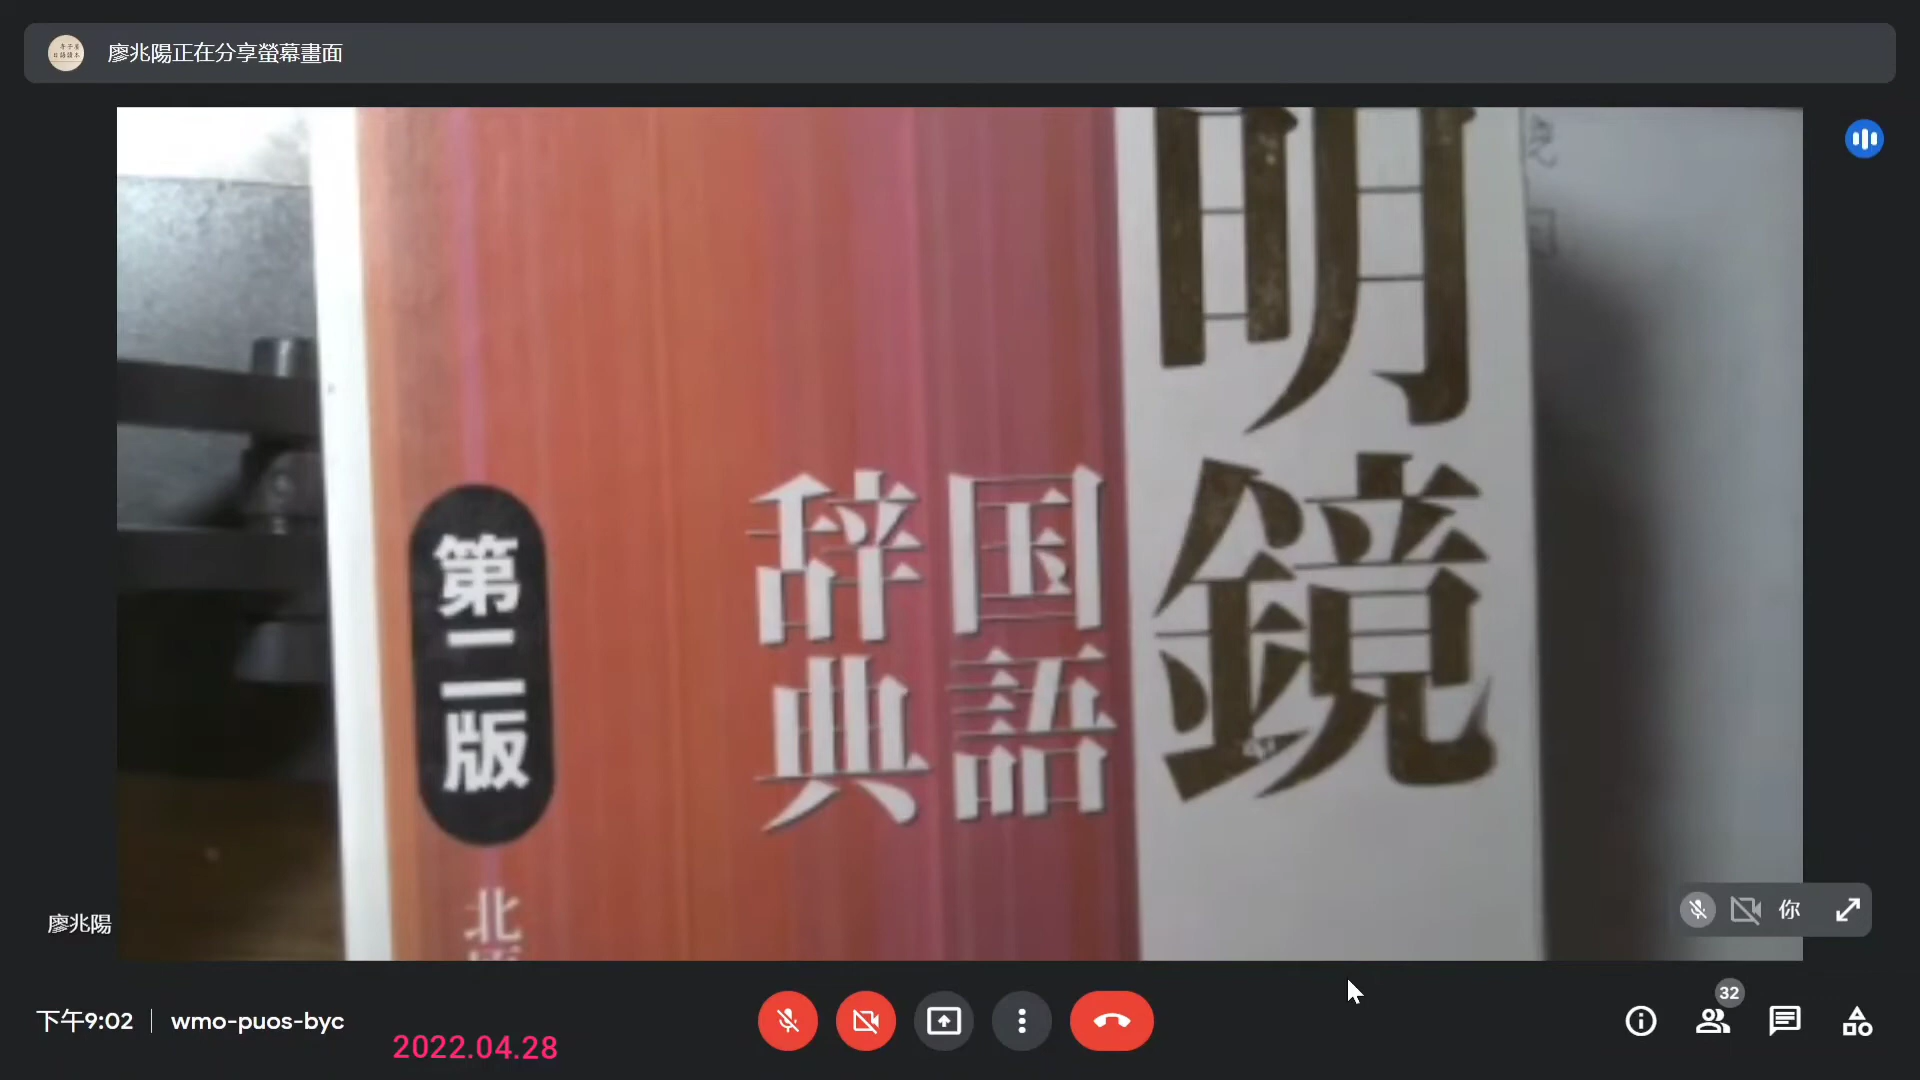 廖兆陽正在分享螢幕畫面
明鏡
国語
辞典
第二版
北
廖兆陽
你
下午9:02
wmo-puos-byc
2022.04.28
32